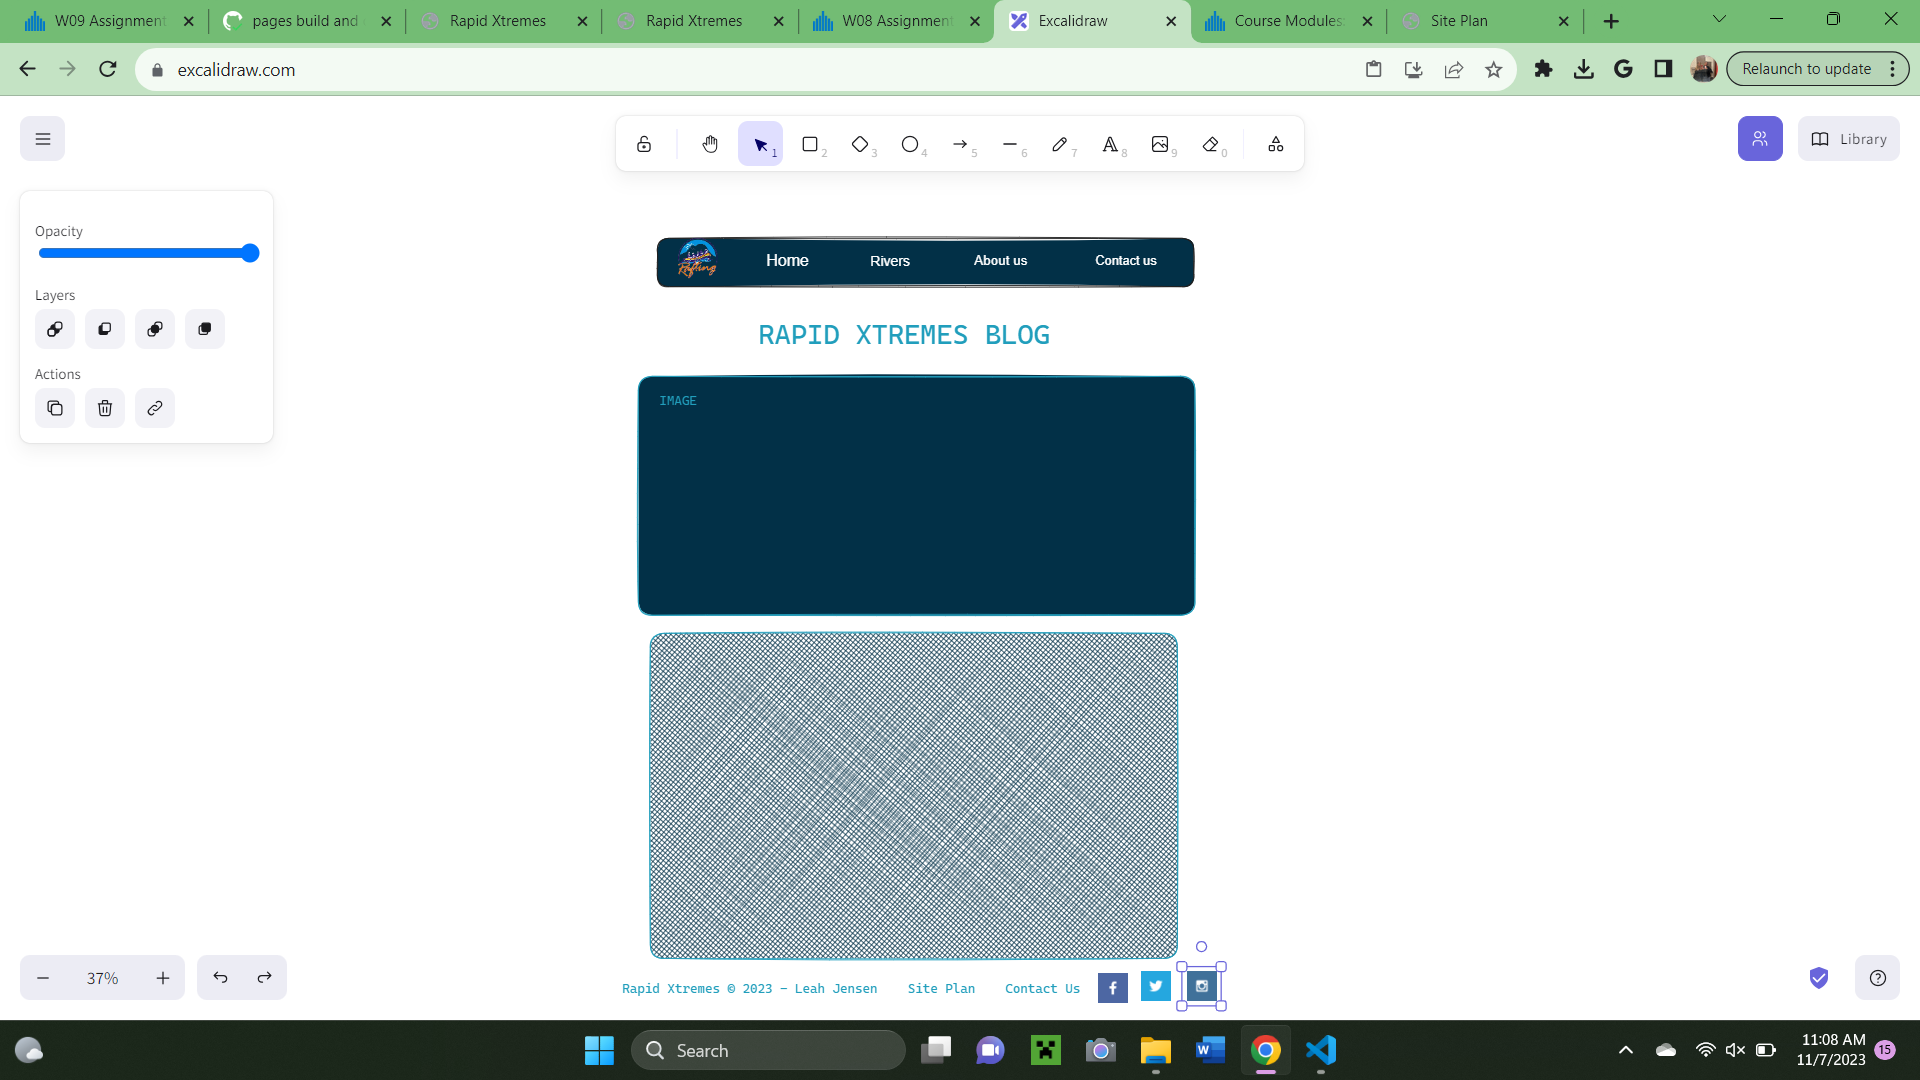 W09 Assignment
pages build and
Rapid Xtremes
Rapid Xtremes
W08 Assignment
Excalidraw
Course Modules:
Site Plan
excalidraw.com
Relaunch to update
1
2
3
4
5
6
7
8
9
0
Library
Opacity
Layers
Actions
Rafting
Home
Rivers
About us
Contact us
RAPID XTREMES BLOG
IMAGE
37%
Rapid Xtremes © 2023 - Leah Jensen
Site Plan
Contact Us
Search
11:08 AM
11/7/2023
15